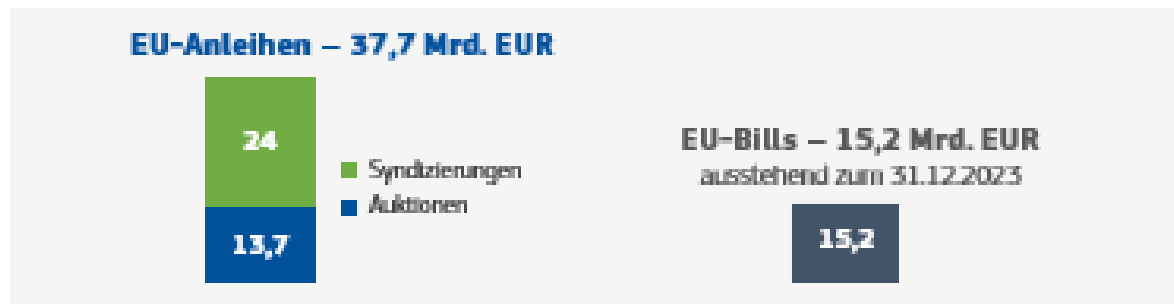 EU-Anleihen – 37,7 Mrd. EUR
24
13,7
Syndizierungen
Auktionen
EU-Bills – 15,2 Mrd. EUR
ausstehend zum 31.12.2023
15,2